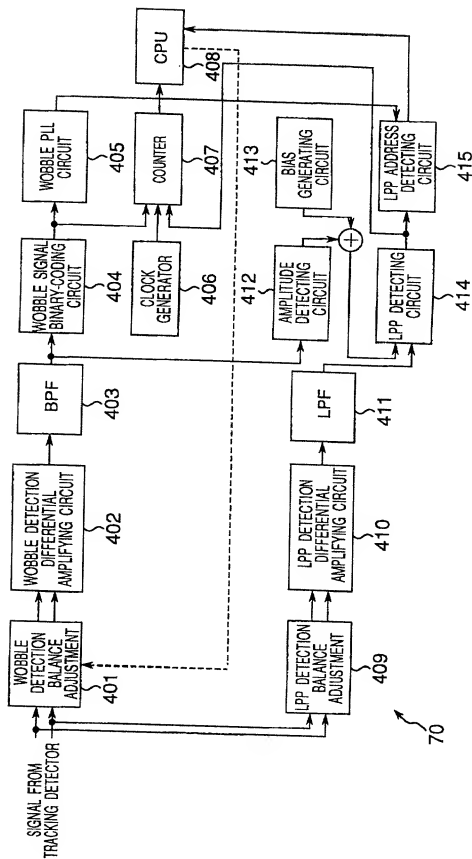 SIGNAL FROM
TRACKING DETECTOR
WOBBLE
DETECTION
BALANCE
ADJUSTMENT
401
WOBBLE DETECTION
DIFFERENTIAL
AMPLIFYING CIRCUIT
402
BPF
403
WOBBLE SIGNAL
BINARY-CODING
CIRCUIT
404
WOBBLE PLL
CIRCUIT
405
CLOCK
GENERATOR
406
COUNTER
407
CPU
408
LPP DETECTION
BALANCE
ADJUSTMENT
409
LPP DETECTION
DIFFERENTIAL
AMPLIFYING CIRCUIT
410
LPF
411
412
AMPLITUDE
DETECTING
CIRCUIT
413
BIAS
GENERATING
CIRCUIT
+
LPP DETECTING
CIRCUIT
414
LPP ADDRESS
DETECTING
CIRCUIT
415
70